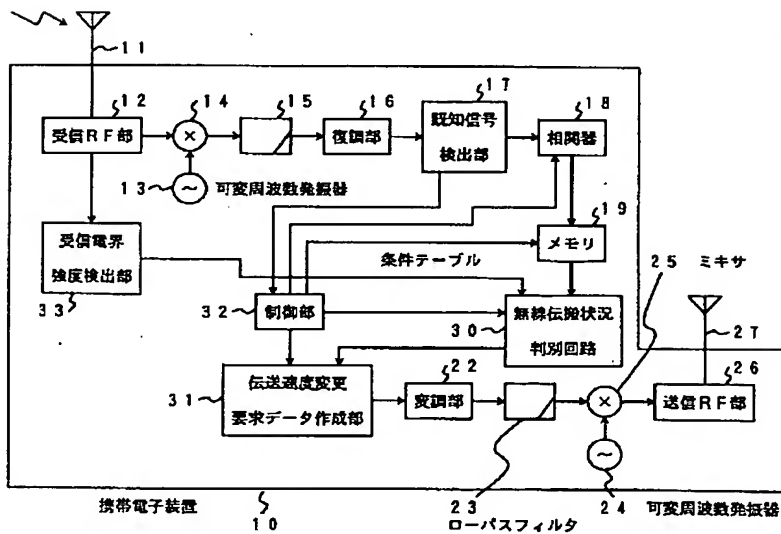 11
12
14
15
16
17
18
受信RF部
×
復調部
既知信号
検出部
相関器
13
~
可変周波数発振器
19
受信電界
強度検出部
33
条件テーブル
メモリ
25 ミキサ
32
制御部
30
無線伝搬状況
判別回路
27
31
伝送速度変更
要求データ作成部
22
変調部
×
26
送信RF部
~
携帯電子装置
10
23
ローパスフィルタ
24
可変周波数発振器